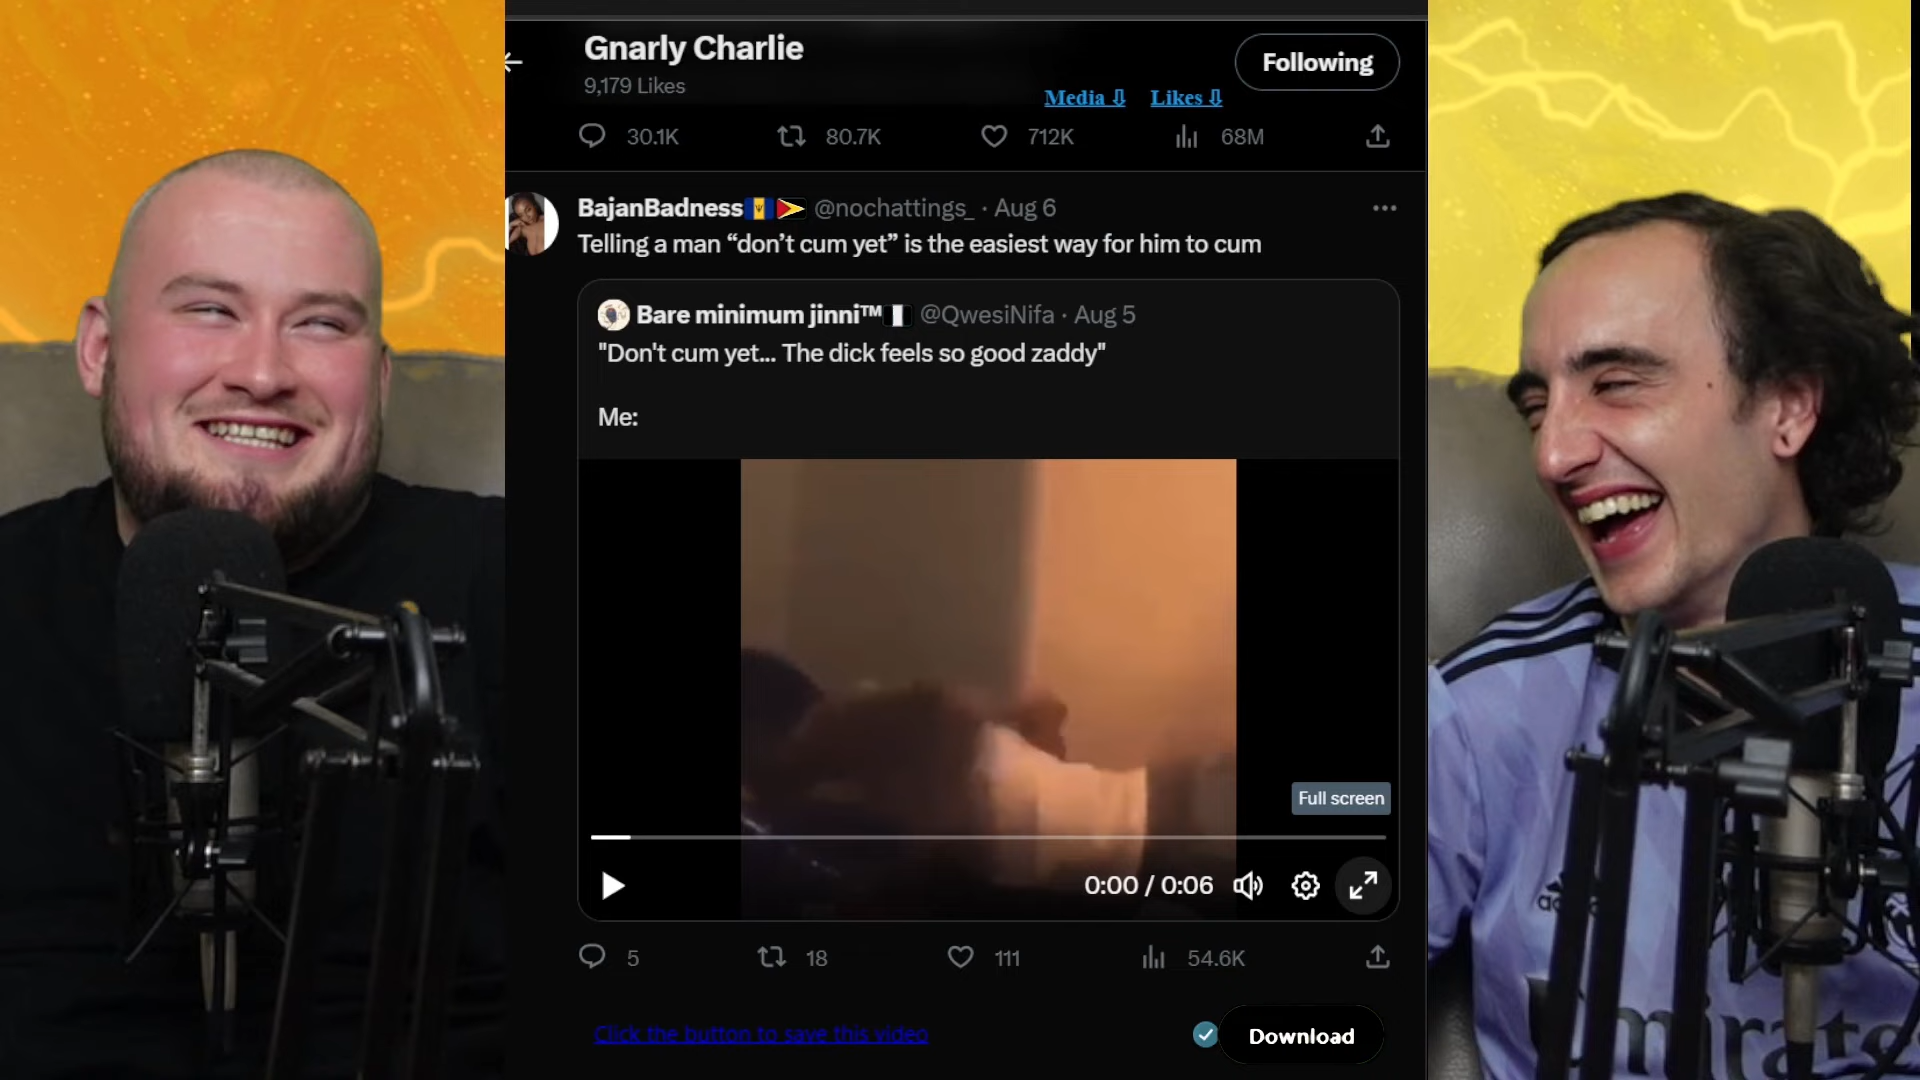 Gnarly Charlie
9,179 Likes
Following
Media ⇩ Likes ⇩
30.1K 80.7K 712K 68M
BajanBadness🇧🇧🇬🇾 @nochattings_ · Aug 6
Telling a man “don’t cum yet” is the easiest way for him to cum
Bare minimum jinni™ @QwesiNifa · Aug 5
"Don't cum yet... The dick feels so good zaddy"
Me:
Full screen
0:00 / 0:06
5 18 111 54.6K
Click the button to save this video
Download
Emirates